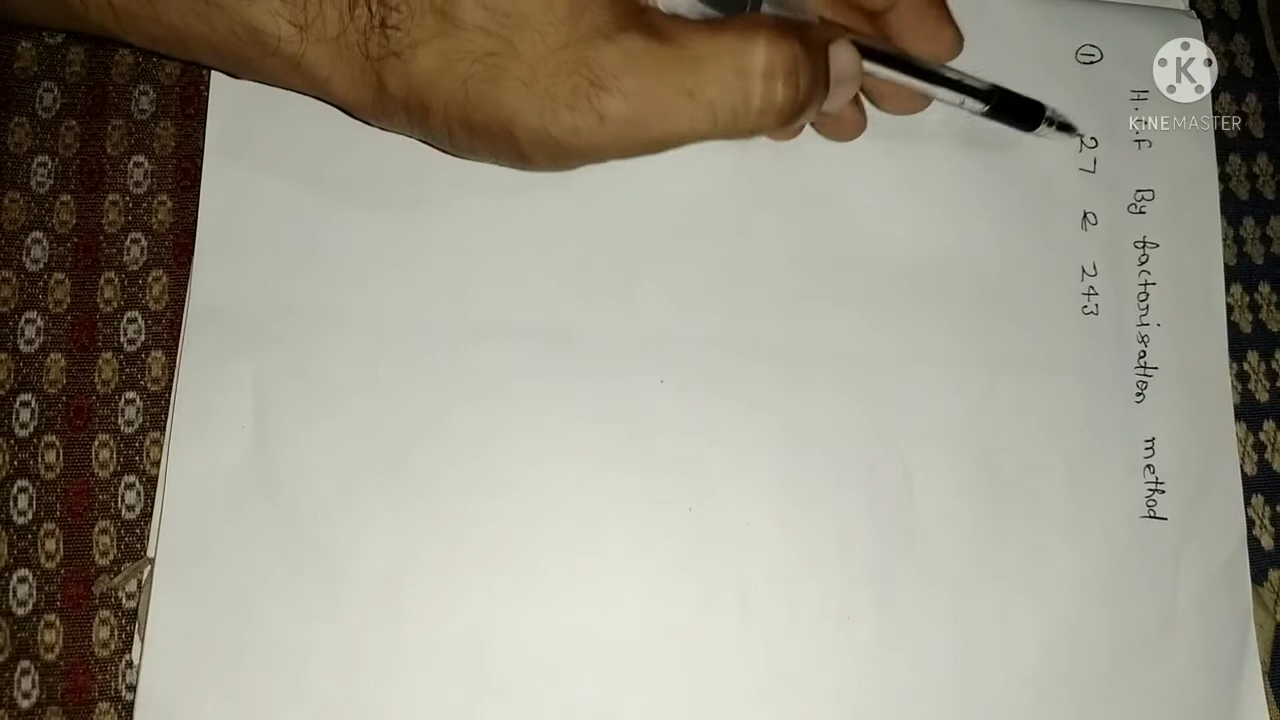 H.C.F By factorisation method
① 27 & 243
K
KINEMASTER